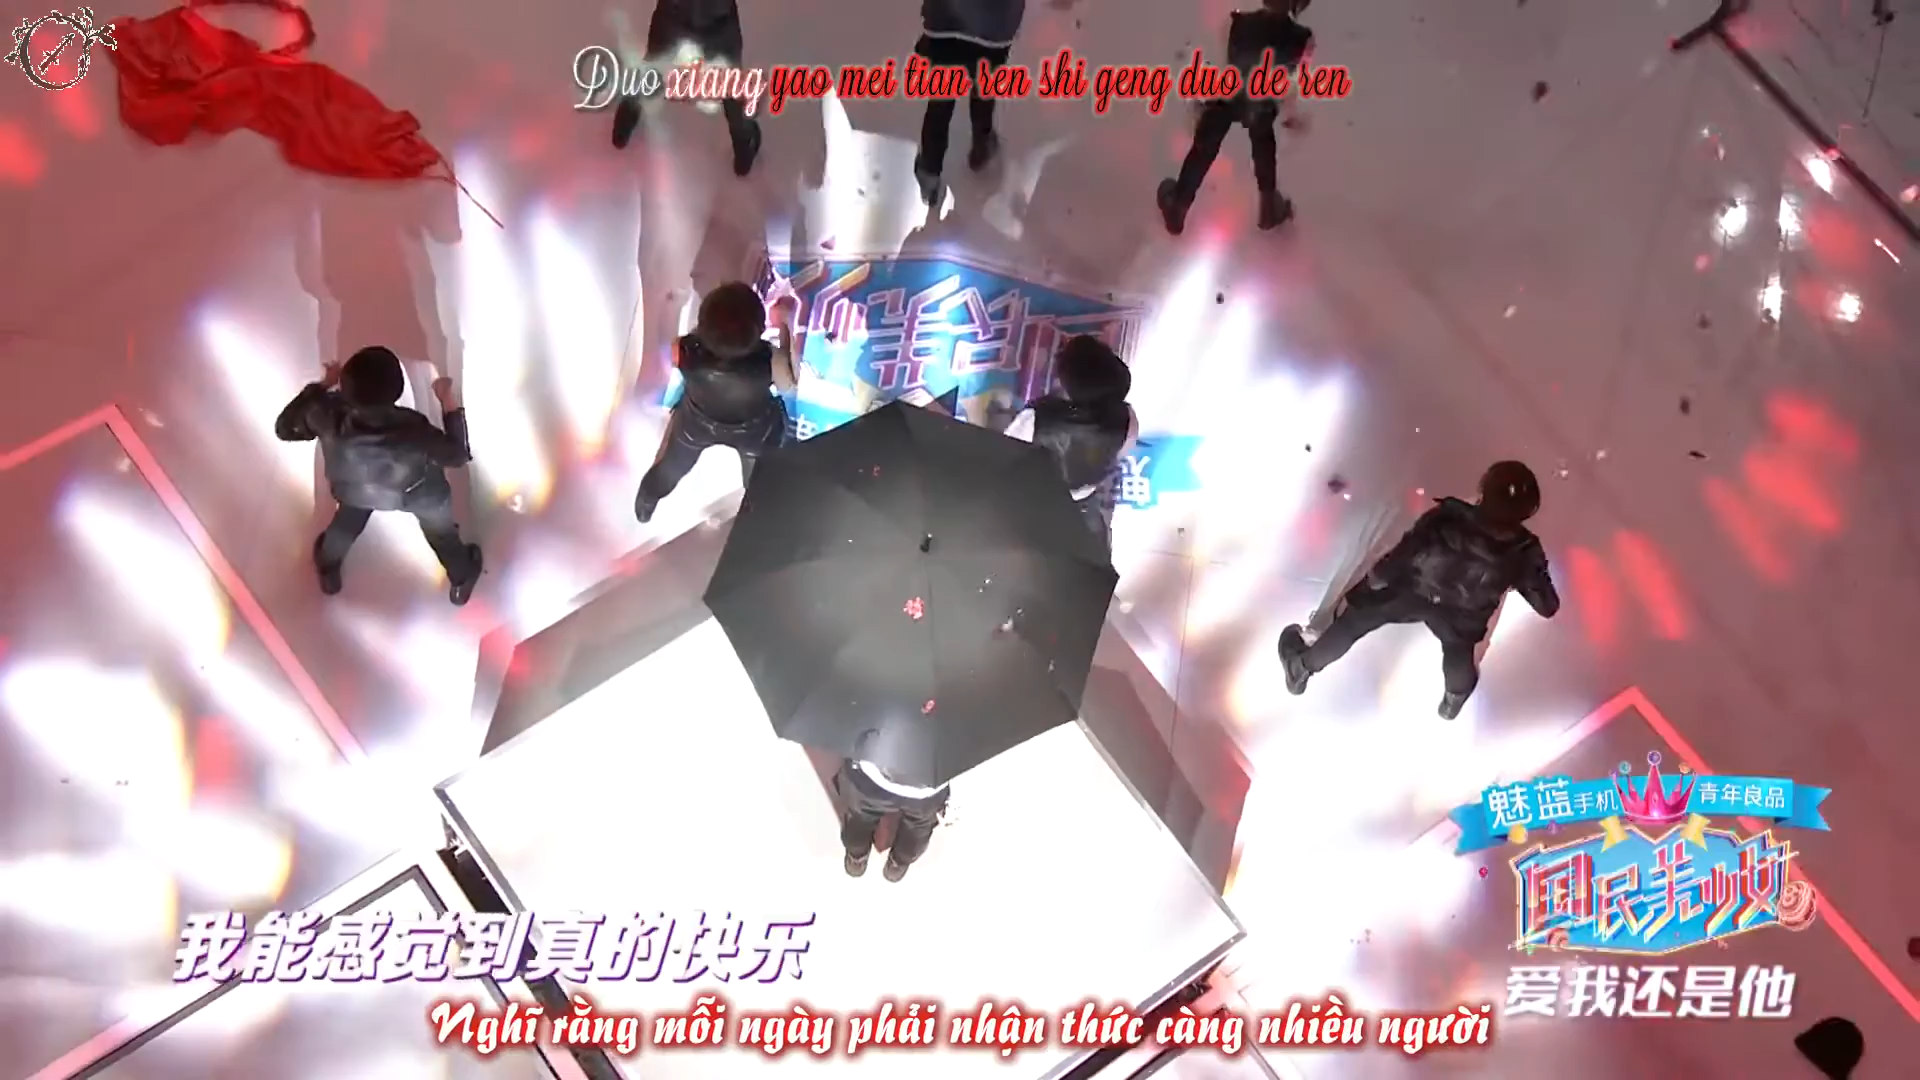 Duo xiang yao mei tian ren shi geng duo de ren
魅蓝手机 青年良品
国民美少女
我能感觉到真的快乐
爱我还是他
Nghĩ rằng mỗi ngày phải nhận thức càng nhiều người